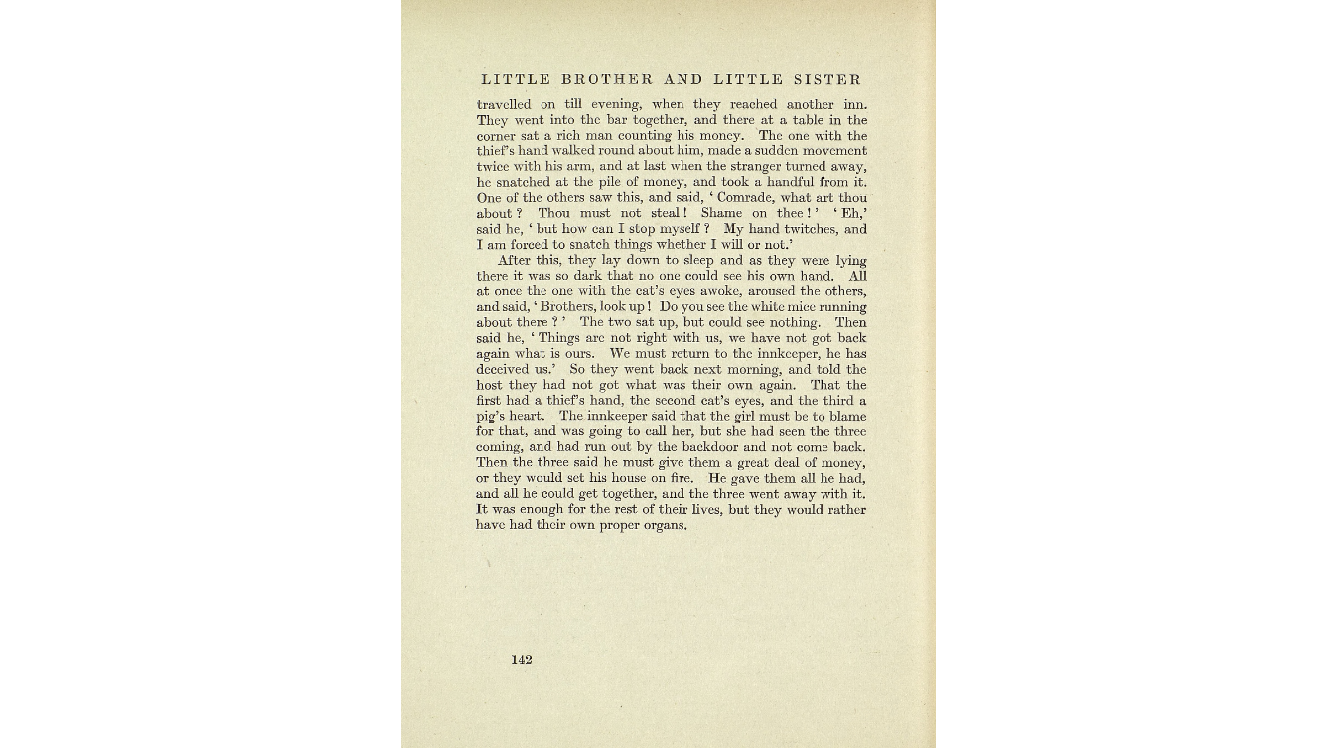 LITTLE BROTHER AND LITTLE SISTER
travelled on till evening, when they reached another inn.
They went into the bar together, and there at a table in the
corner sat a rich man counting his money. The one with the
thief's hand walked round about him, made a sudden movement
twice with his arm, and at last when the stranger turned away,
he snatched at the pile of money, and took a handful from it.
One of the others saw this, and said, ‘ Comrade, what art thou
about ? Thou must not steal ! Shame on thee ! ’ ‘ Eh,’
said he, ‘ but how can I stop myself ? My hand twitches, and
I am forced to snatch things whether I will or not.’
After this, they lay down to sleep and as they were lying
there it was so dark that no one could see his own hand. All
at once the one with the cat's eyes awoke, aroused the others,
and said, ‘ Brothers, look up ! Do you see the white mice running
about there ? ’ The two sat up, but could see nothing. Then
said he, ‘ Things are not right with us, we have not got back
again what is ours. We must return to the innkeeper, he has
deceived us.’ So they went back next morning, and told the
host they had not got what was their own again. That the
first had a thief's hand, the second cat's eyes, and the third a
pig's heart. The innkeeper said that the girl must be to blame
for that, and was going to call her, but she had seen the three
coming, and had run out by the backdoor and not come back.
Then the three said he must give them a great deal of money,
or they would set his house on fire. He gave them all he had,
and all he could get together, and the three went away with it.
It was enough for the rest of their lives, but they would rather
have had their own proper organs.
142